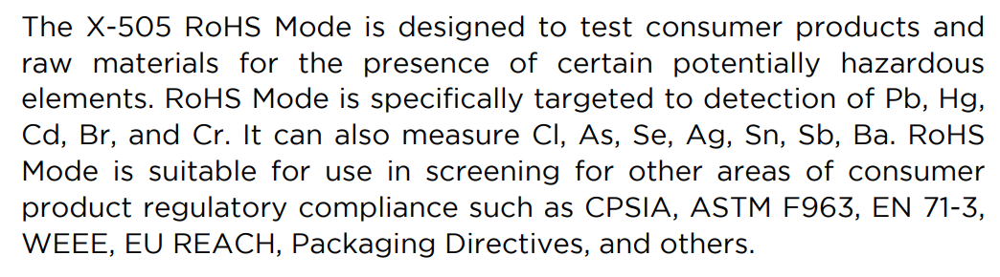 The X-505 RoHS Mode is designed to test consumer products and
raw materials for the presence of certain potentially hazardous
elements. RoHS Mode is specifically targeted to detection of Pb, Hg,
Cd, Br, and Cr. It can also measure Cl, As, Se, Ag, Sn, Sb, Ba. RoHS
Mode is suitable for use in screening for other areas of consumer
product regulatory compliance such as CPSIA, ASTM F963, EN 71-3,
WEEE, EU REACH, Packaging Directives, and others.